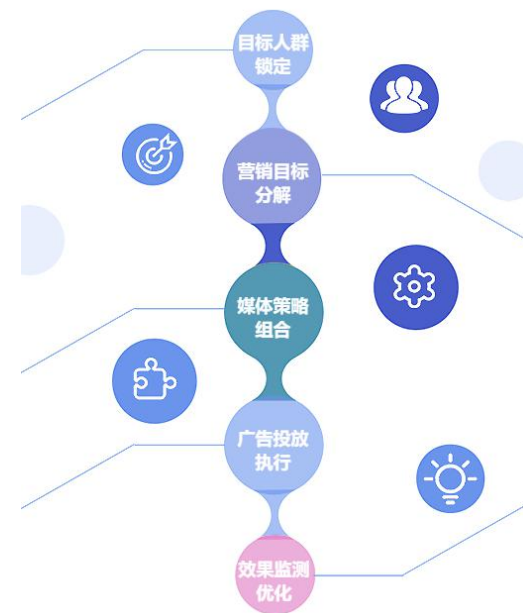 目标人群
锁定
营销目标
分解
媒体策略
组合
广告投放
执行
效果监测
优化